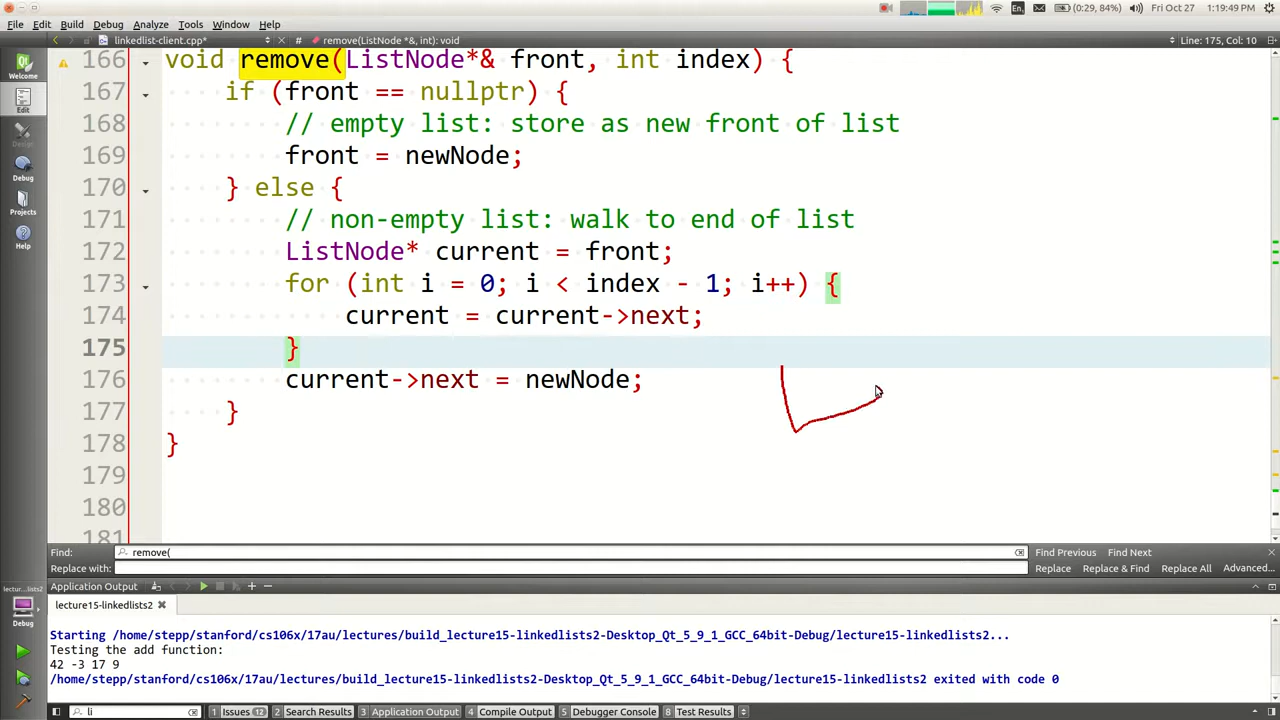 File Edit Build Debug Analyze Tools Window Help (0:29, 84%) Fri Oct 27 1:19:49 PM
linkedlist-client.cpp* # remove(ListNode *&, int): void Line: 175, Col: 10
Welcome
Edit
Design
Debug
Projects
Help
166 void remove(ListNode*& front, int index) {
167 if (front == nullptr) {
168 // empty list: store as new front of list
169 front = newNode;
170 } else {
171 // non-empty list: walk to end of list
172 ListNode* current = front;
173 for (int i = 0; i < index - 1; i++) {
174 current = current->next;
175 }
176 current->next = newNode;
177 }
178 }
179
180
181
Find: remove( Find Previous Find Next
Replace with: Replace Replace & Find Replace All Advanced...
lectur...lists2 Application Output
Debug lecture15-linkedlists2
Starting /home/stepp/stanford/cs106x/17au/lectures/build_lecture15-linkedlists2-Desktop_Qt_5_9_1_GCC_64bit-Debug/lecture15-linkedlists2...
Testing the add function:
42 -3 17 9
/home/stepp/stanford/cs106x/17au/lectures/build_lecture15-linkedlists2-Desktop_Qt_5_9_1_GCC_64bit-Debug/lecture15-linkedlists2 exited with code 0
li 1 Issues 12 2 Search Results 3 Application Output 4 Compile Output 5 Debugger Console 8 Test Results